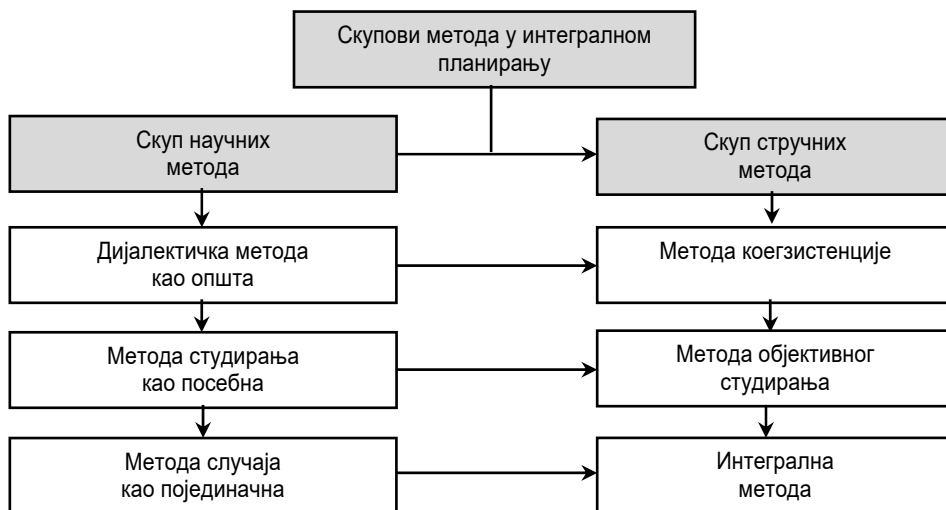 Скупови метода у интегралном
планирању
Скуп научних
метода
Скуп стручних
метода
Дијалектичка метода
као општа
Метода коегзистенције
Метода студирања
као посебна
Метода објективног
студирања
Метода случаја
као појединачна
Интегрална
метода